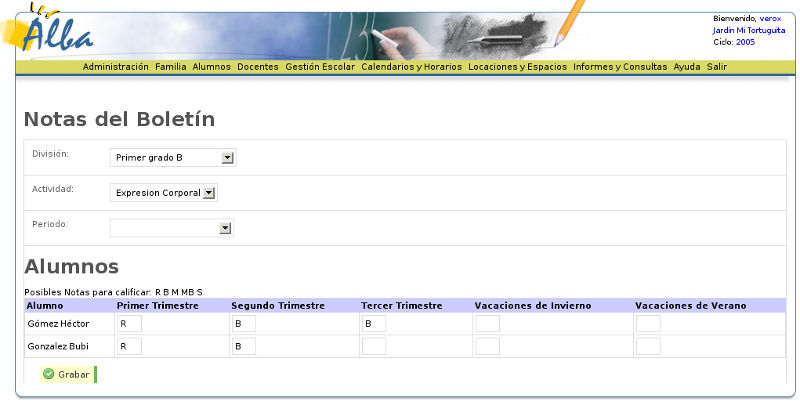 Alba
Bienvenido, verox
Jardin Mi Tortuguita
Ciclo: 2005
Administración Familia Alumnos Docentes Gestión Escolar Calendarios y Horarios Locaciones y Espacios Informes y Consultas Ayuda Salir
Notas del Boletín
División: Primer grado B
Actividad: Expresion Corporal
Periodo:
Alumnos
Posibles Notas para calificar: R B M MB S
Alumno Primer Trimestre Segundo Trimestre Tercer Trimestre Vacaciones de Invierno Vacaciones de Verano
Gómez Héctor R B B
Gonzalez Bubi R B
Grabar